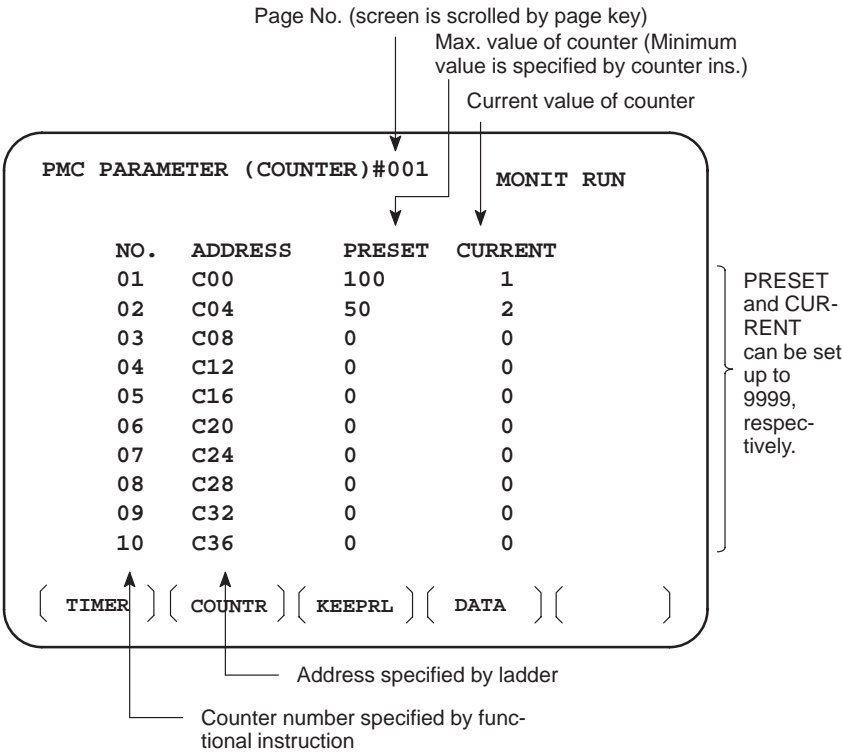 Page No. (screen is scrolled by page key)
Max. value of counter (Minimum
value is specified by counter ins.)
Current value of counter
PMC PARAMETER (COUNTER)#001 MONIT RUN
NO. ADDRESS PRESET CURRENT
01 C00 100 1
02 C04 50 2
03 C08 0 0
04 C12 0 0
05 C16 0 0
06 C20 0 0
07 C24 0 0
08 C28 0 0
09 C32 0 0
10 C36 0 0
PRESET
and CUR-
RENT
can be set
up to
9999,
respec-
tively.
TIMER COUNTR KEEPRL DATA
Address specified by ladder
Counter number specified by func-
tional instruction